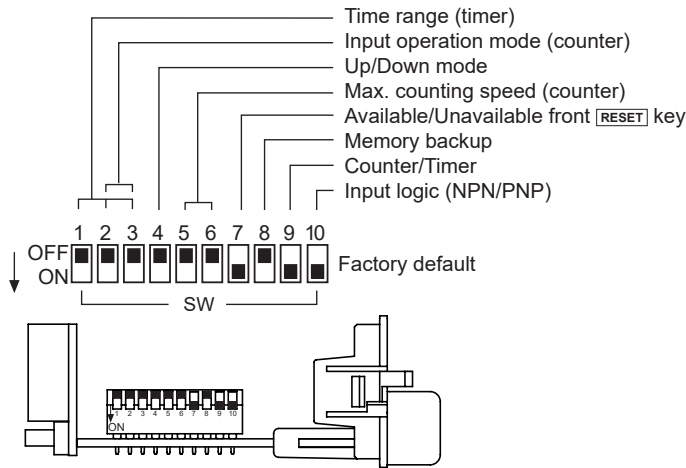 Time range (timer)
Input operation mode (counter)
Up/Down mode
Max. counting speed (counter)
Available/Unavailable front RESET key
Memory backup
Counter/Timer
Input logic (NPN/PNP)
1 2 3 4 5 6 7 8 9 10
OFF
ON
Factory default
SW
1 2 3 4 5 6 7 8 9 10
ON